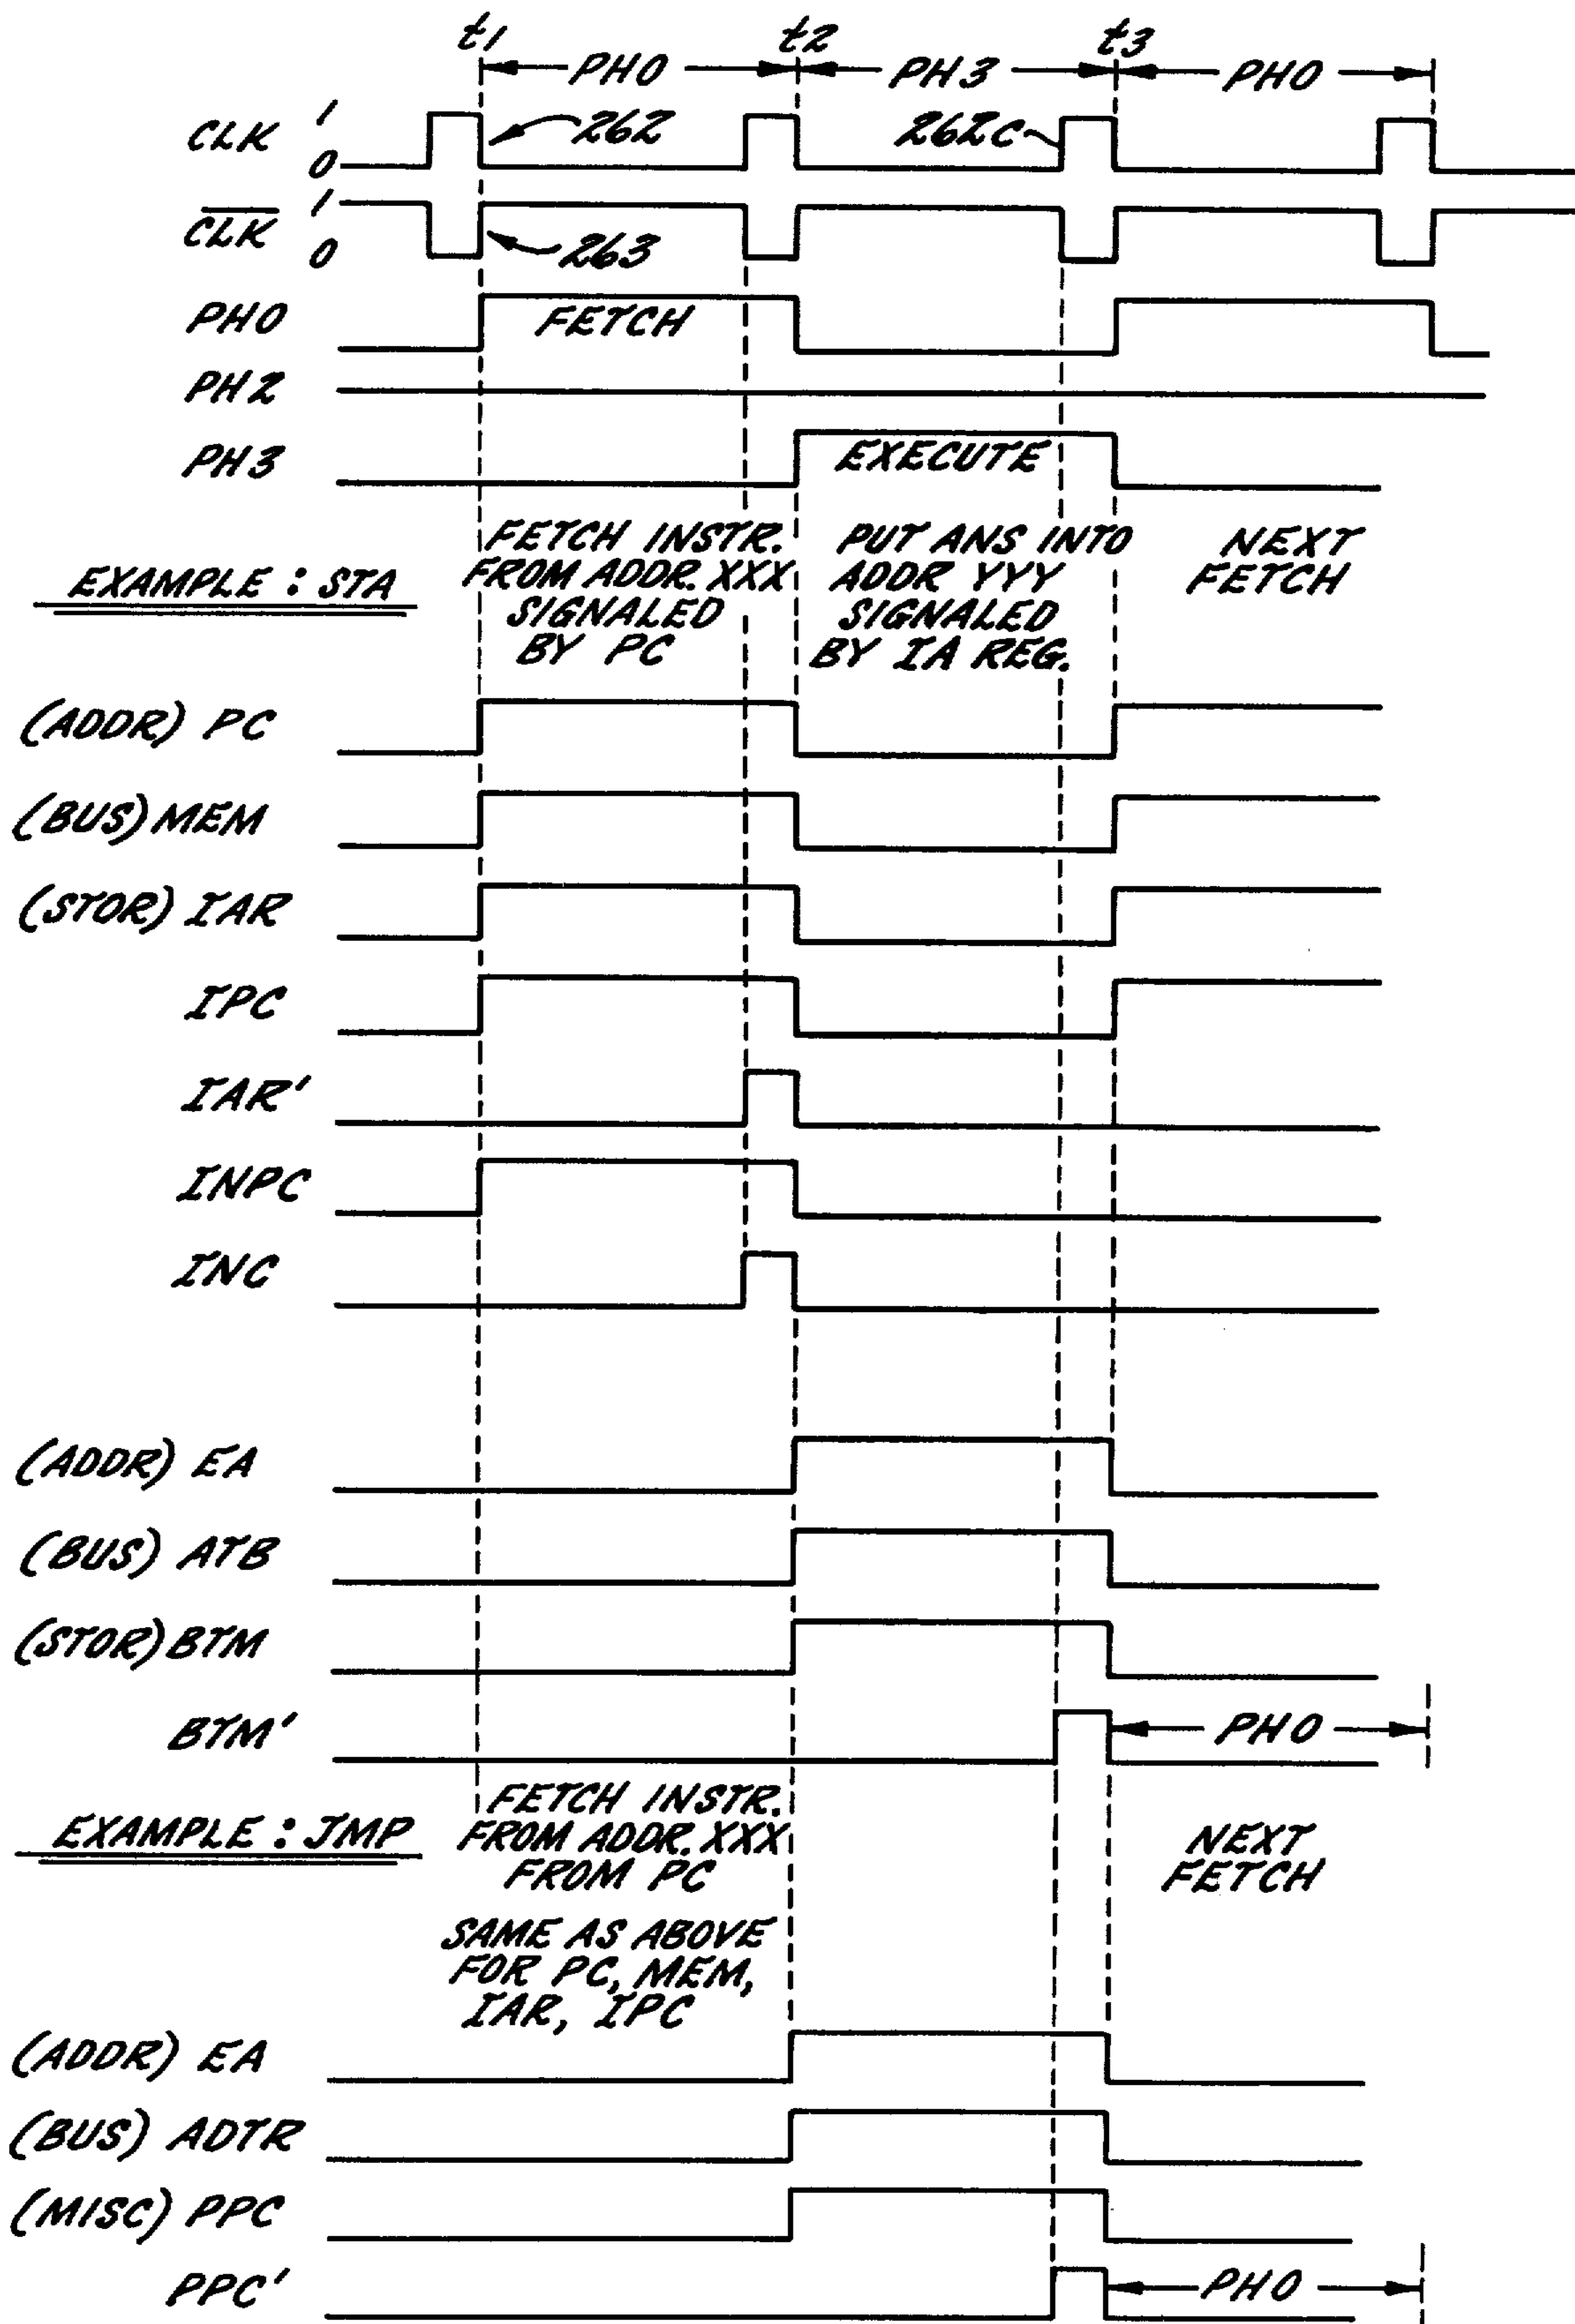 t1 t2 t3
PH0 PH3 PH0
CLK 1 0 262 262C
CLK 1 0 263
PH0 FETCH
PH2
PH3 EXECUTE
EXAMPLE : STA
FETCH INSTR.
FROM ADDR. XXX
SIGNALED
BY PC
PUT ANS INTO
ADDR YYY
SIGNALED
BY IA REG.
NEXT
FETCH
(ADDR) PC
(BUS) MEM
(STOR) IAR
IPC
IAR'
INPC
INC
(ADDR) EA
(BUS) ATB
(STOR) BTM
BTM' PH0
EXAMPLE : JMP
FETCH INSTR.
FROM ADDR. XXX
FROM PC
NEXT
FETCH
SAME AS ABOVE
FOR PC, MEM,
IAR, IPC
(ADDR) EA
(BUS) ADTR
(MISC) PPC
PPC' PH0